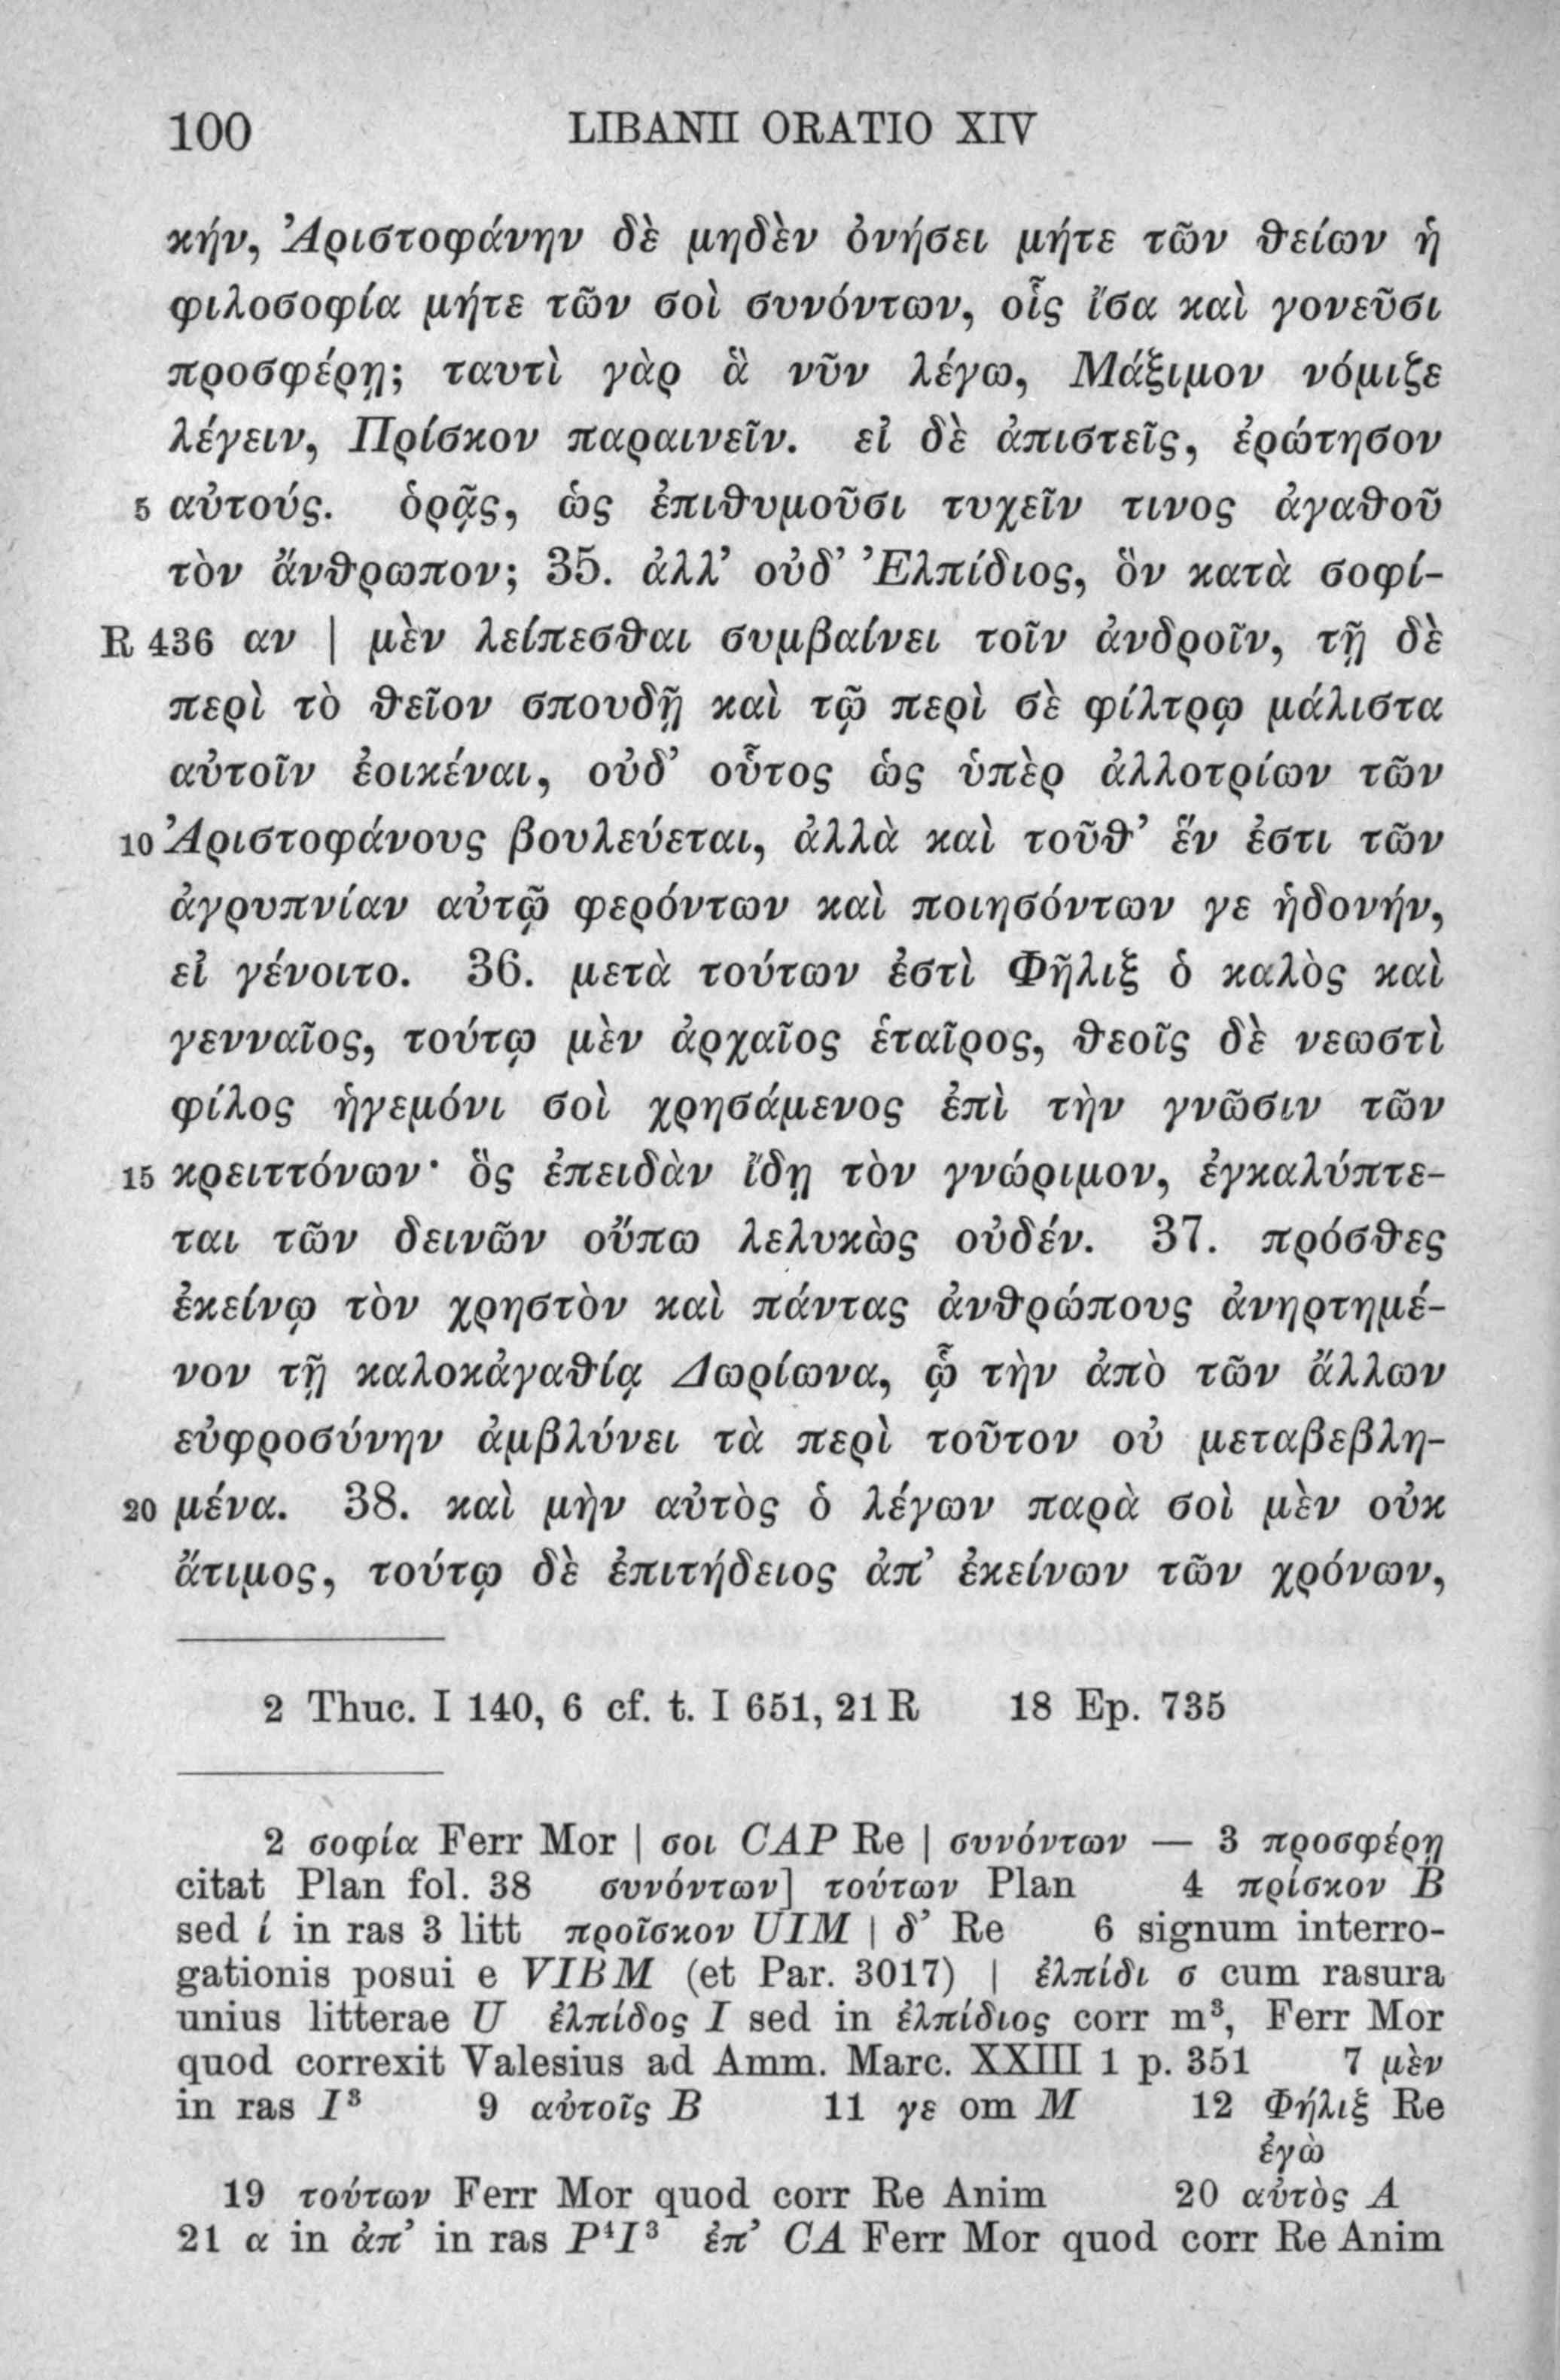 100 LIBANII ORATIO XIV
κήν, Ἀριστοφάνην δὲ μηδὲν ὀνήσει μήτε τῶν θείων ἡ
φιλοσοφία μήτε τῶν σοὶ συνόντων, οἷς ἴσα καὶ γονεῦσι
προσφέρῃ; ταυτὶ γὰρ ἃ νῦν λέγω, Μάξιμον νόμιζε
λέγειν, Πρίσκον παραινεῖν. εἰ δὲ ἀπιστεῖς, ἐρώτησον
5 αὐτούς. ὁρᾷς, ὡς ἐπιθυμοῦσι τυχεῖν τινος ἀγαθοῦ
τὸν ἄνθρωπον; 35. ἀλλ’ οὐδ’ Ἐλπίδιος, ὃν κατὰ σοφί-
R 436 αν | μὲν λείπεσθαι συμβαίνει τοῖν ἀνδροῖν, τῇ δὲ
περὶ τὸ θεῖον σπουδῇ καὶ τῷ περὶ σὲ φίλτρῳ μάλιστα
αὐτοῖν ἐοικέναι, οὐδ’ οὗτος ὡς ὑπὲρ ἀλλοτρίων τῶν
10 Ἀριστοφάνους βουλεύεται, ἀλλὰ καὶ τοῦθ’ ἕν ἐστι τῶν
ἀγρυπνίαν αὐτῷ φερόντων καὶ ποιησόντων γε ἡδονήν,
εἰ γένοιτο. 36. μετὰ τούτων ἐστὶ Φῆλιξ ὁ καλὸς καὶ
γενναῖος, τούτῳ μὲν ἀρχαῖος ἑταῖρος, θεοῖς δὲ νεωστὶ
φίλος ἡγεμόνι σοὶ χρησάμενος ἐπὶ τὴν γνῶσιν τῶν
15 κρειττόνων· ὃς ἐπειδὰν ἴδῃ τὸν γνώριμον, ἐγκαλύπτε-
ται τῶν δεινῶν οὔπω λελυκὼς οὐδέν. 37. πρόσθες
ἐκείνῳ τὸν χρηστὸν καὶ πάντας ἀνθρώπους ἀνηρτημέ-
νον τῇ καλοκἀγαθίᾳ Δωρίωνα, ᾧ τὴν ἀπὸ τῶν ἄλλων
εὐφροσύνην ἀμβλύνει τὰ περὶ τοῦτον οὐ μεταβεβλη-
20 μένα. 38. καὶ μὴν αὐτὸς ὁ λέγων παρὰ σοὶ μὲν οὐκ
ἄτιμος, τούτῳ δὲ ἐπιτήδειος ἀπ’ ἐκείνων τῶν χρόνων,
2 Thuc. I 140, 6 cf. t. I 651, 21 R 18 Ep. 735
2 σοφία Ferr Mor | σοι CAP Re | συνόντων — 3 προσφέρῃ
citat Plan fol. 38 συνόντων] τούτων Plan 4 πρίσκον B
sed ί in ras 3 litt προΐσκον UIM | δ’ Re 6 signum interro-
gationis posui e VIBM (et Par. 3017) | ἐλπίδι σ cum rasura
unius litterae U ἐλπίδος I sed in ἐλπίδιος corr m³, Ferr Mor
quod correxit Valesius ad Amm. Marc. XXIII 1 p. 351 7 μὲν
in ras I³ 9 αὐτοῖς B 11 γε om M 12 Φήλιξ Re
ἐγὼ
19 τούτων Ferr Mor quod corr Re Anim 20 αὐτὸς A
21 α in ἀπ’ in ras P⁴I³ ἐπ’ CA Ferr Mor quod corr Re Anim